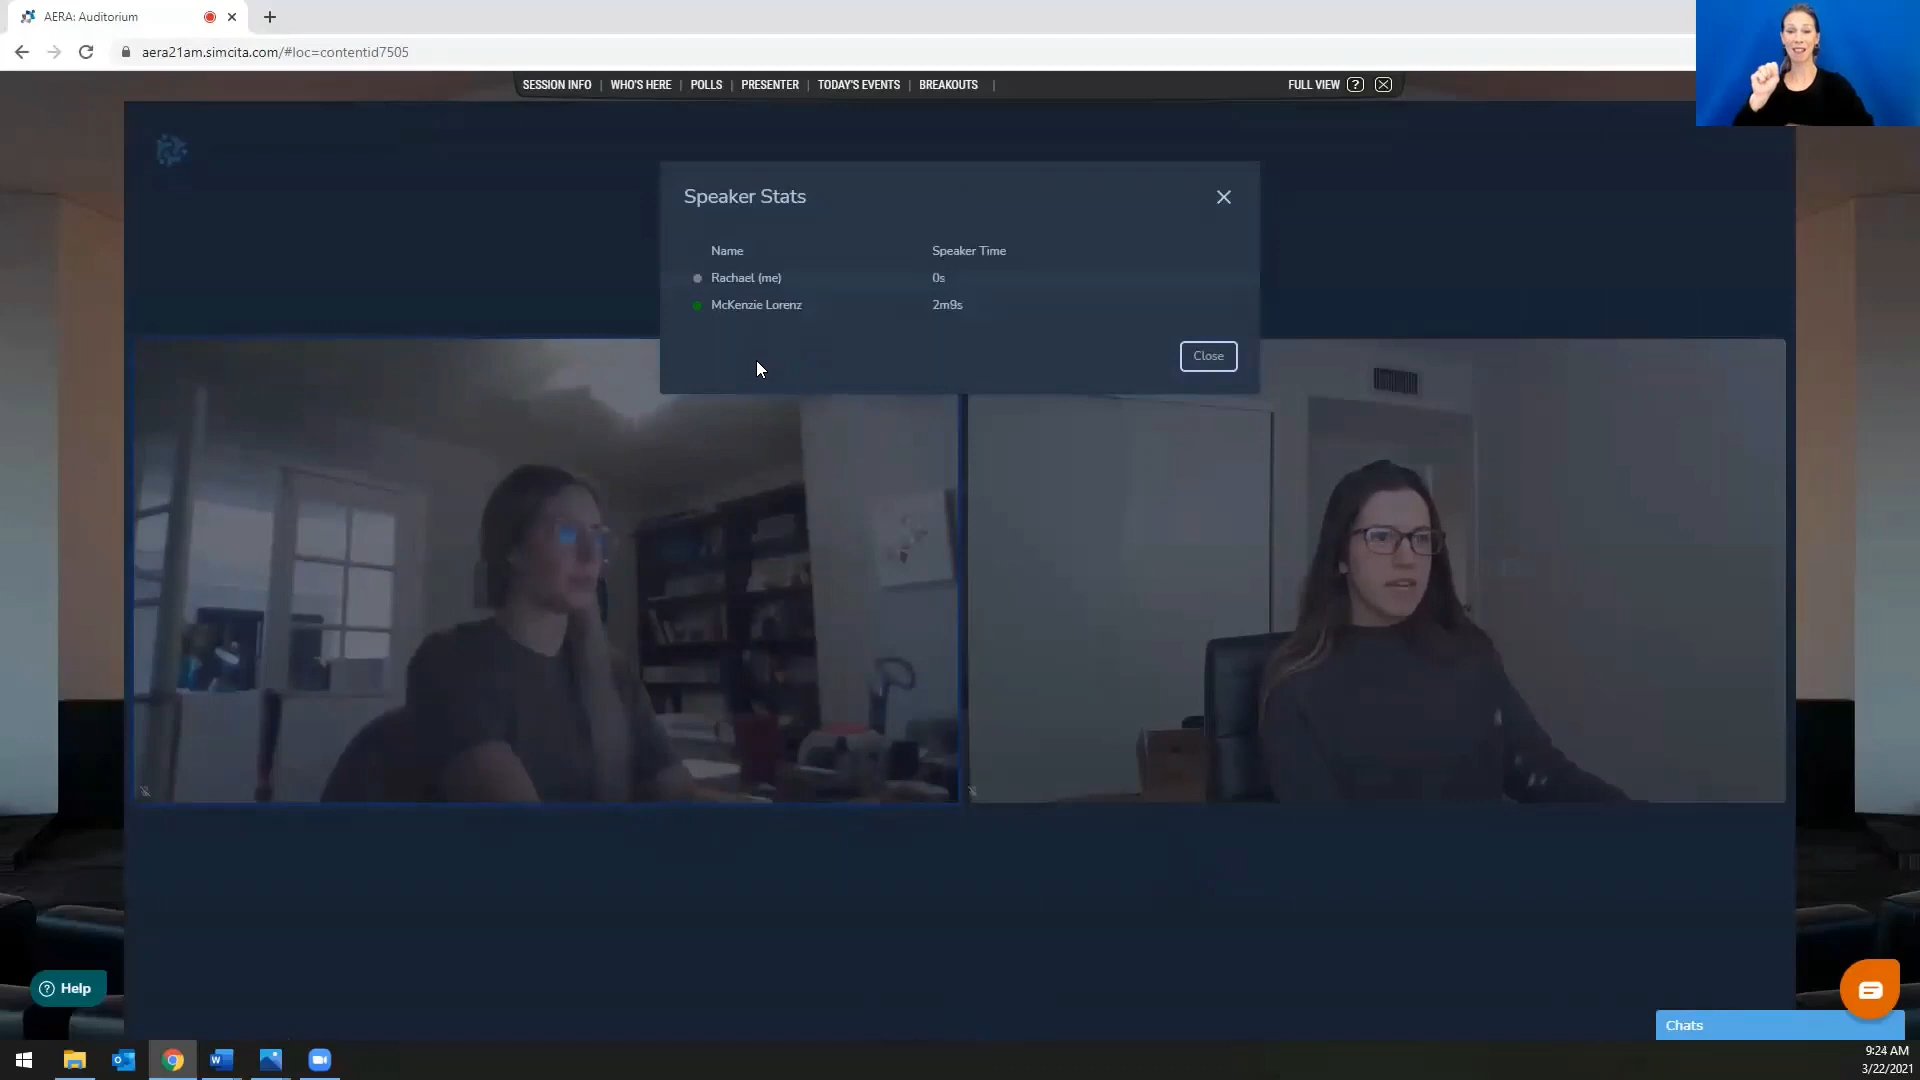 AERA: Auditorium
aera21am.simcita.com/#loc=contentid7505
SESSION INFO | WHO'S HERE | POLLS | PRESENTER | TODAY'S EVENTS | BREAKOUTS |
FULL VIEW ?
Speaker Stats
Name Speaker Time
Rachael (me) 0s
McKenzie Lorenz 2m9s
Close
? Help
Chats
9:24 AM
3/22/2021